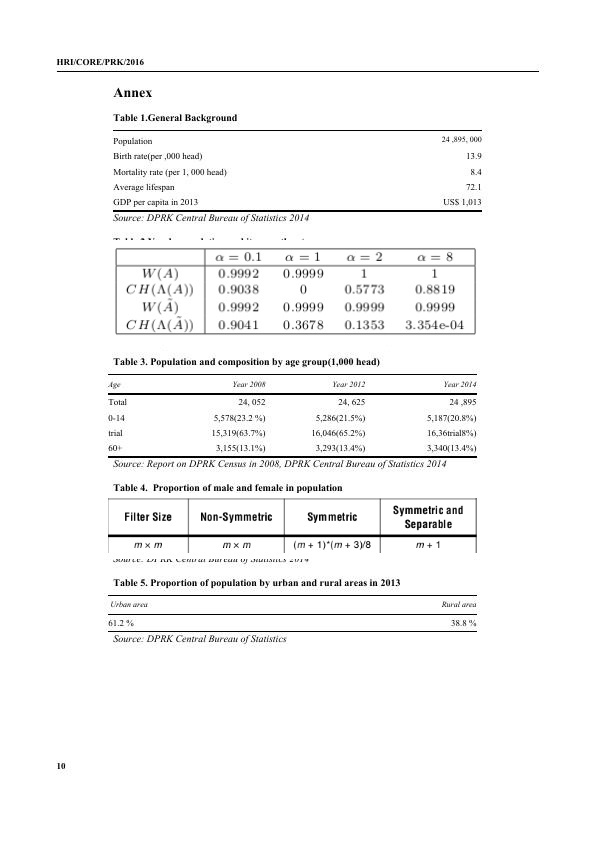 HRI/CORE/PRK/2016
Annex
Table 1.General Background
Population 24 ,895, 000
Birth rate(per ,000 head) 13.9
Mortality rate (per 1, 000 head) 8.4
Average lifespan 72.1
GDP per capita in 2013 US$ 1,013
Source: DPRK Central Bureau of Statistics 2014
α = 0.1 α = 1 α = 2 α = 8
W(A) 0.9992 0.9999 1 1
CH(Λ(A)) 0.9038 0 0.5773 0.8819
W(Ã) 0.9992 0.9999 0.9999 0.9999
CH(Λ(Ã)) 0.9041 0.3678 0.1353 3.354e-04
Table 3. Population and composition by age group(1,000 head)
Age Year 2008 Year 2012 Year 2014
Total 24, 052 24, 625 24 ,895
0-14 5,578(23.2 %) 5,286(21.5%) 5,187(20.8%)
trial 15,319(63.7%) 16,046(65.2%) 16,36trial8%)
60+ 3,155(13.1%) 3,293(13.4%) 3,340(13.4%)
Source: Report on DPRK Census in 2008, DPRK Central Bureau of Statistics 2014
Table 4. Proportion of male and female in population
Filter Size Non-Symmetric Symmetric Symmetric and
Separable
m × m m × m (m + 1)*(m + 3)/8 m + 1
Source: DPRK Central Bureau of Statistics 2014
Table 5. Proportion of population by urban and rural areas in 2013
Urban area Rural area
61.2 % 38.8 %
Source: DPRK Central Bureau of Statistics
10